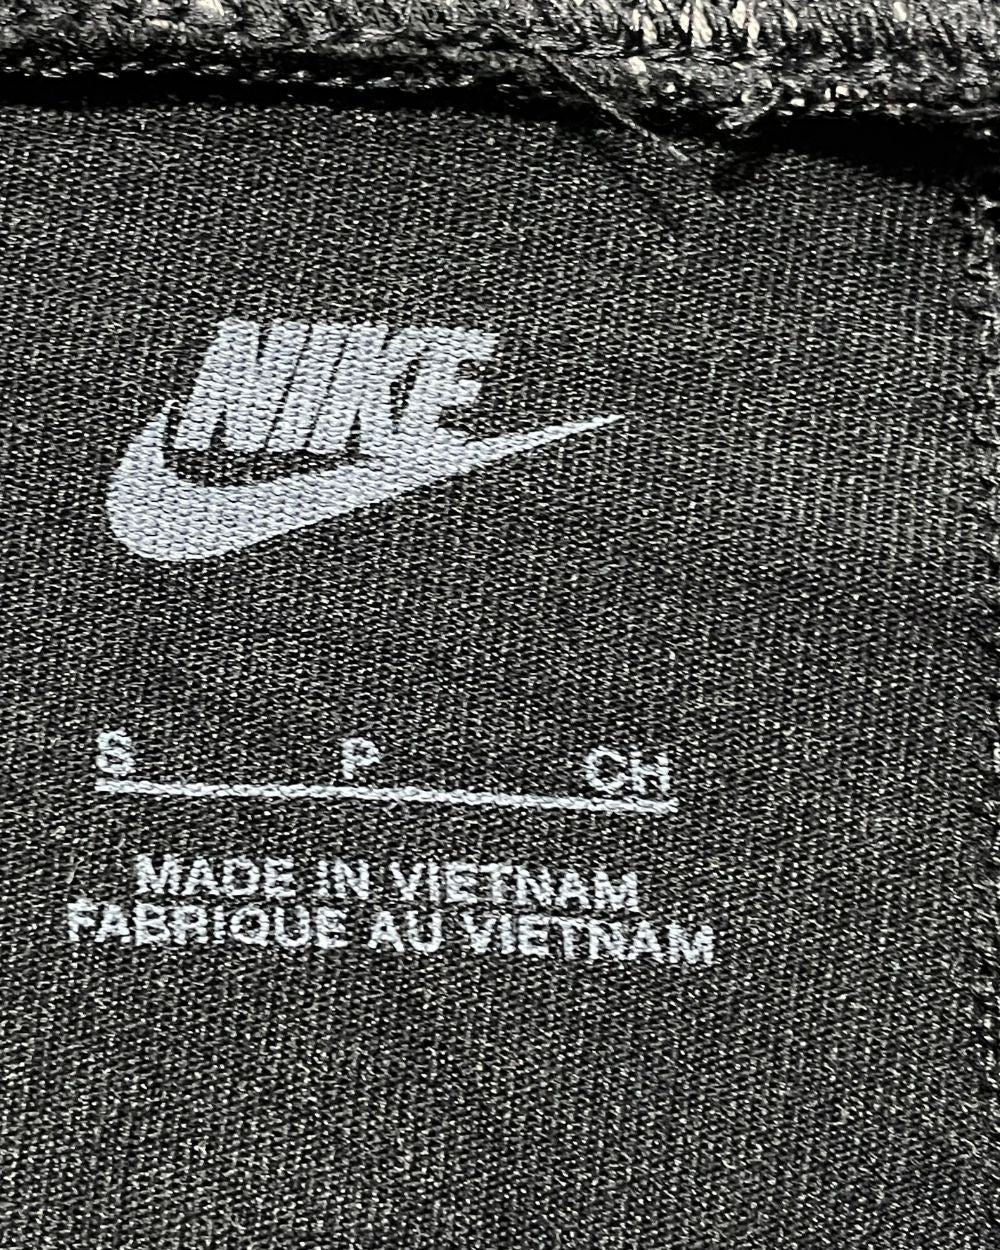 NIKE
S P CH
MADE IN VIETNAM
FABRIQUE AU VIETNAM